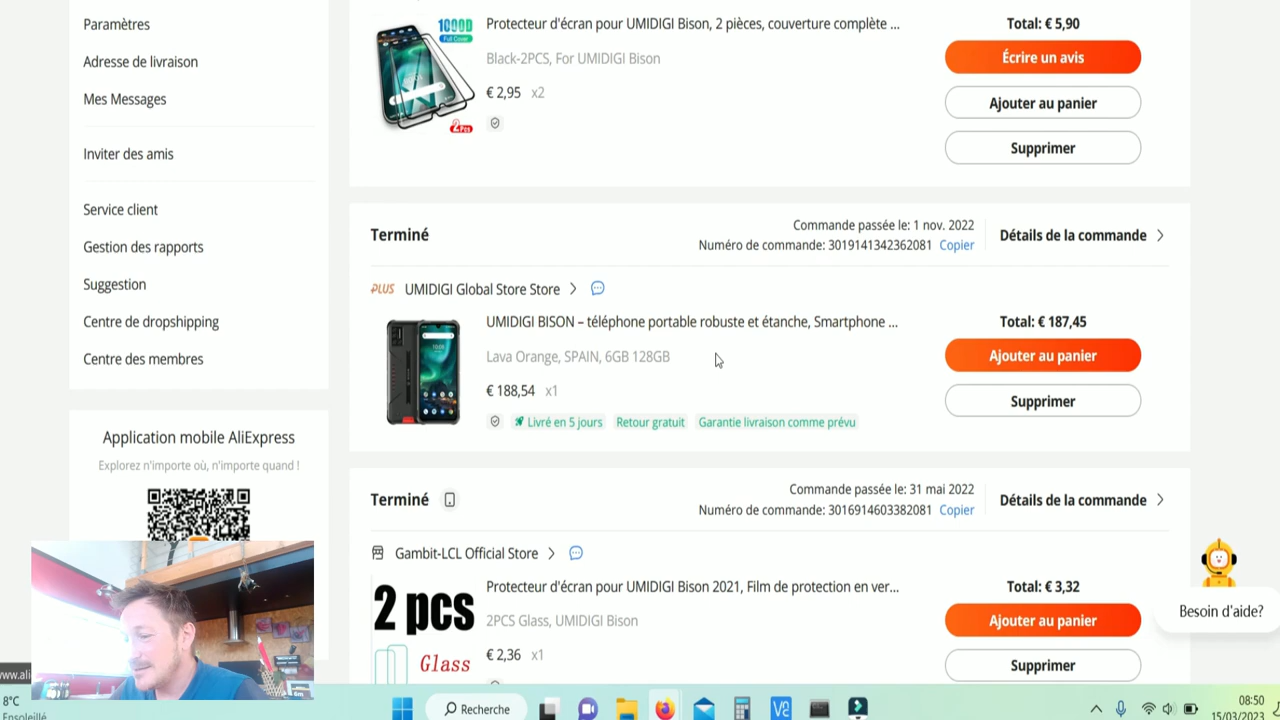 Paramètres
Adresse de livraison
Mes Messages
Inviter des amis
Service client
Gestion des rapports
Suggestion
Centre de dropshipping
Centre des membres
Application mobile AliExpress
Explorez n'importe où, n'importe quand !
1000D
Full Cover
2Pcs
Protecteur d'écran pour UMIDIGI Bison, 2 pièces, couverture complète ...
Black-2PCS, For UMIDIGI Bison
€ 2,95 x2
Total: € 5,90
Écrire un avis
Ajouter au panier
Supprimer
Terminé
Commande passée le: 1 nov. 2022
Numéro de commande: 3019141342362081 Copier
Détails de la commande
PLUS UMIDIGI Global Store Store
UMIDIGI BISON – téléphone portable robuste et étanche, Smartphone ...
Lava Orange, SPAIN, 6GB 128GB
€ 188,54 x1
Livré en 5 jours Retour gratuit Garantie livraison comme prévu
Total: € 187,45
Ajouter au panier
Supprimer
Terminé
Commande passée le: 31 mai 2022
Numéro de commande: 3016914603382081 Copier
Détails de la commande
Gambit-LCL Official Store
2 pcs
Glass
Protecteur d'écran pour UMIDIGI Bison 2021, Film de protection en ver...
2PCS Glass, UMIDIGI Bison
€ 2,36 x1
Total: € 3,32
Ajouter au panier
Supprimer
Besoin d'aide?
www.ali
8°C
Ensoleillé
Recherche
08:50
15/03/2023